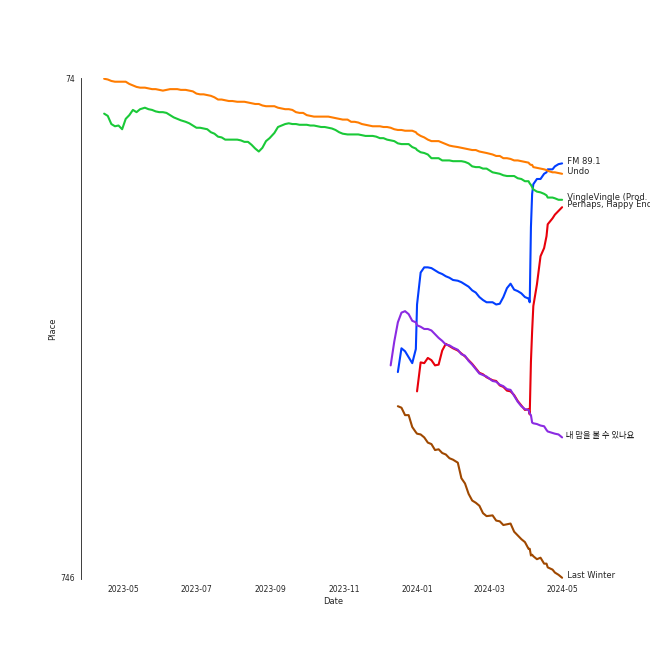 74
FM 89.1
Undo
VingleVingle (Prod.
Perhaps, Happy End
Place
내 맘을 볼 수 있나요
746
Last Winter
2023-05
2023-07
2023-09
2023-11
2024-01
2024-03
2024-05
Date